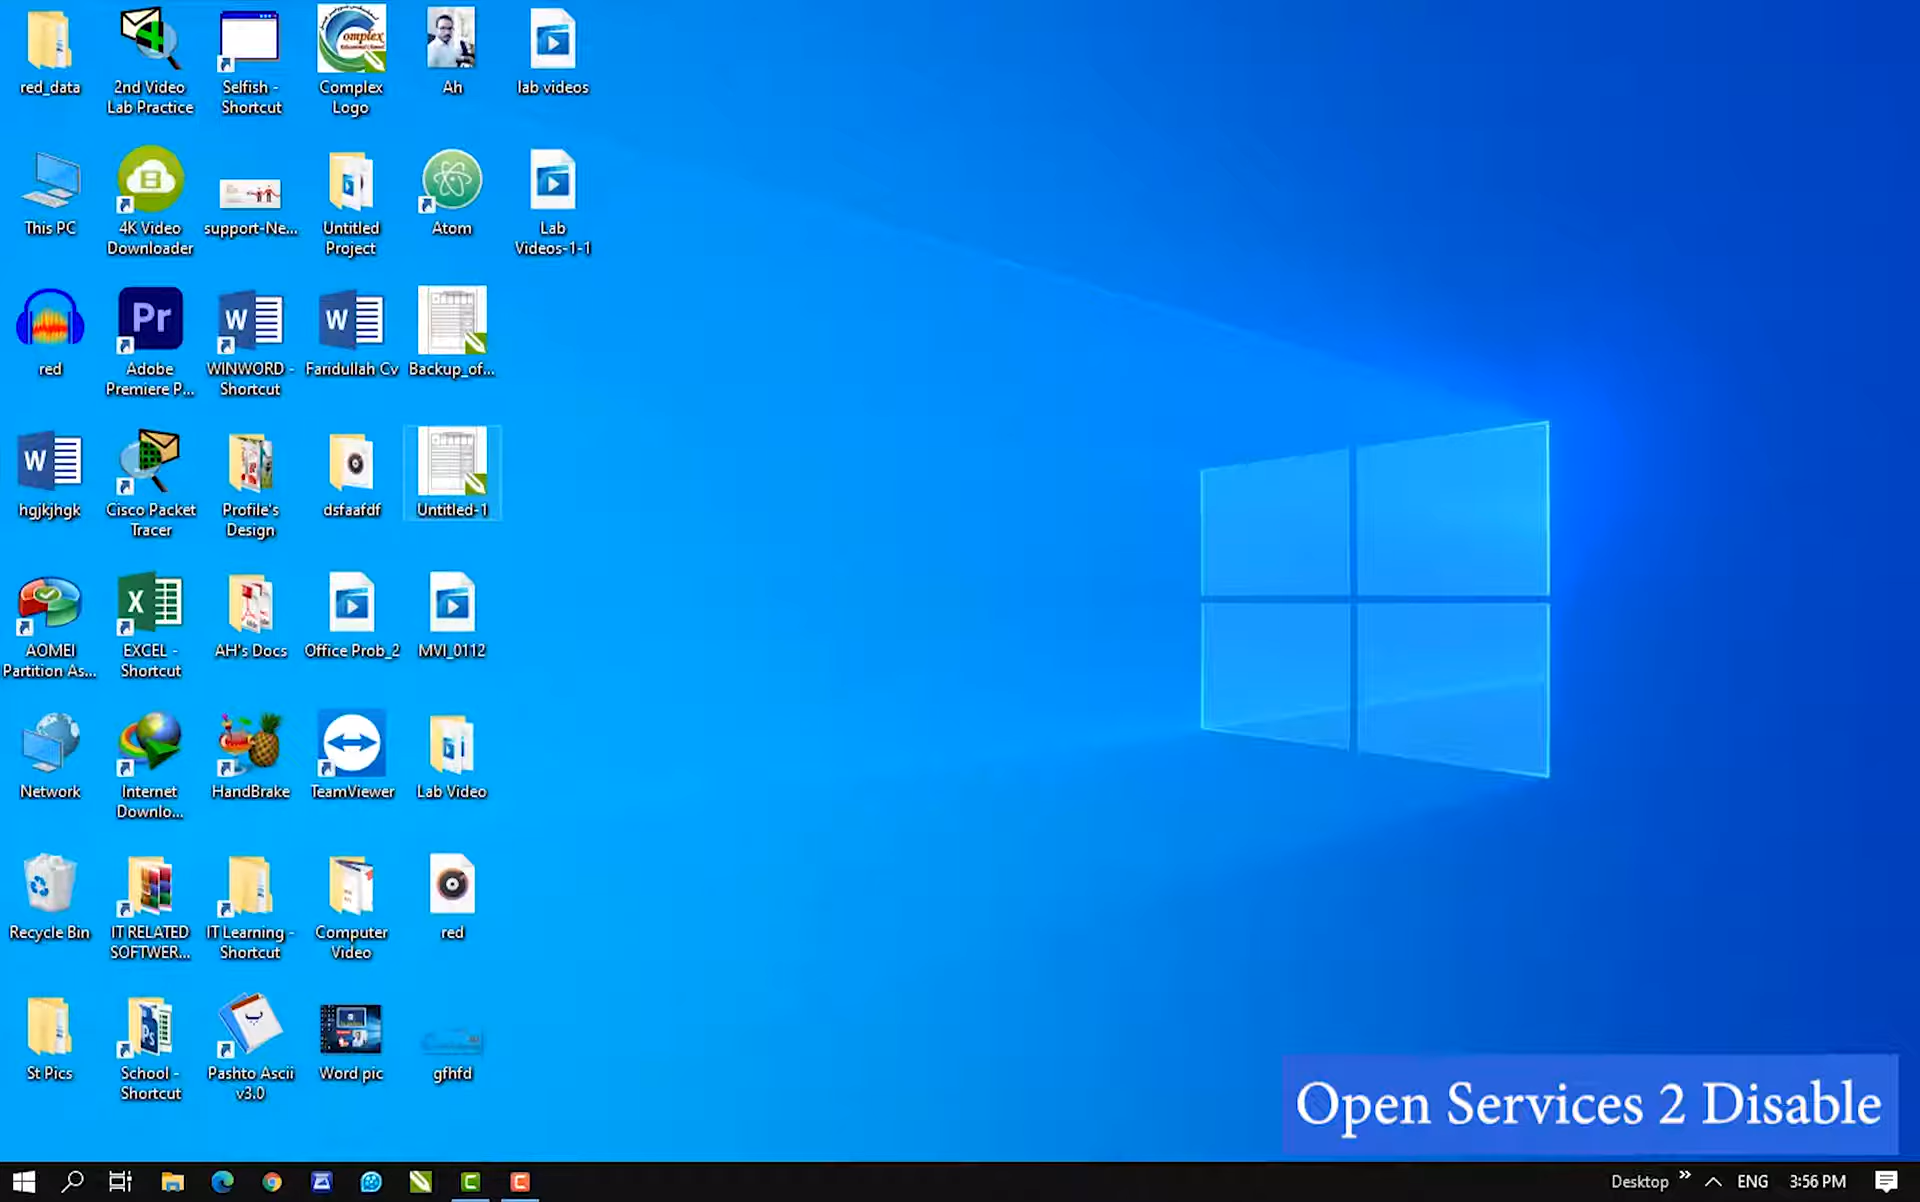 red_data
2nd Video
Lab Practice
Selfish -
Shortcut
Complex
Logo
Ah
lab videos
This PC
4K Video
Downloader
support-Ne...
Untitled
Project
Atom
Lab
Videos-1-1
red
Adobe
Premiere P...
WINWORD -
Shortcut
Faridullah Cv
Backup_of...
hgjkjhgk
Cisco Packet
Tracer
Profile's
Design
dsfaafdf
Untitled-1
AOMEI
Partition As...
EXCEL -
Shortcut
AH's Docs
Office Prob_2
MVI_0112
Network
Internet
Downlo...
HandBrake
TeamViewer
Lab Video
Recycle Bin
IT RELATED
SOFTWER...
IT Learning -
Shortcut
Computer
Video
red
St Pics
School -
Shortcut
Pashto Ascii
v3.0
Word pic
gfhfd
Open Services 2 Disable
Desktop
ENG
3:56 PM